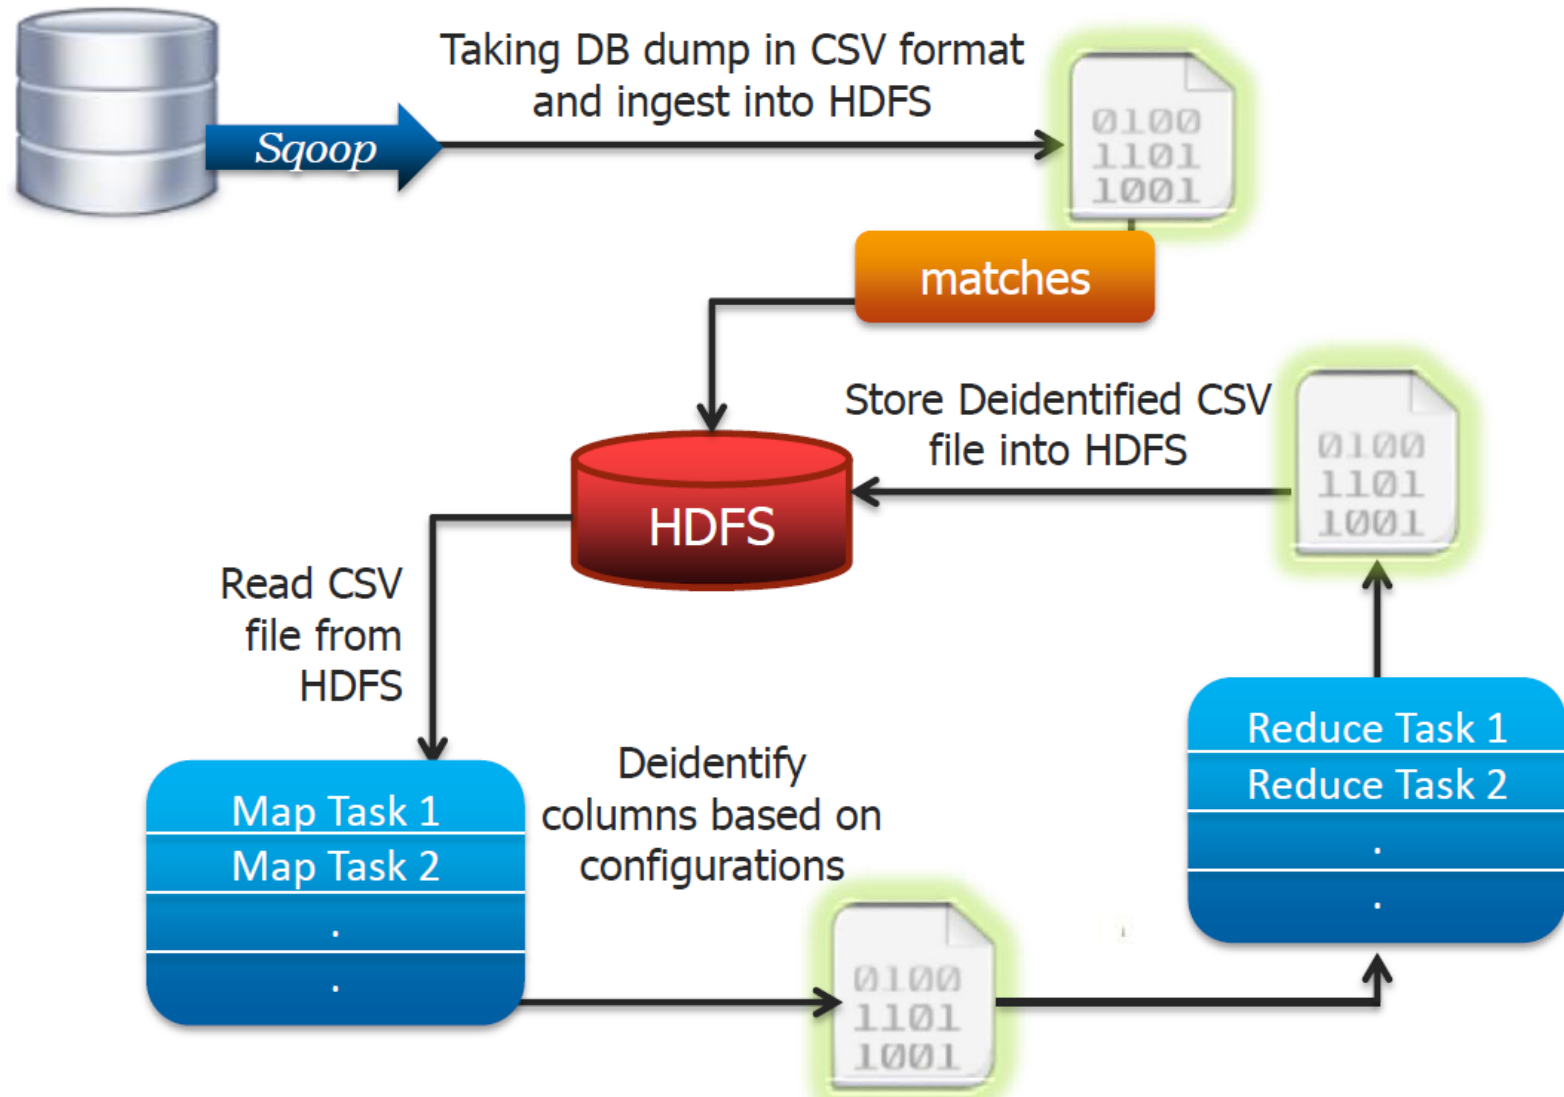 Taking DB dump in CSV format
and ingest into HDFS
Sqoop
0100
1101
1001
matches
Store Deidentified CSV
file into HDFS
0100
1101
1001
HDFS
Read CSV
file from
HDFS
Reduce Task 1
Reduce Task 2
.
.
Deidentify
columns based on
configurations
Map Task 1
Map Task 2
.
.
0100
1101
1001